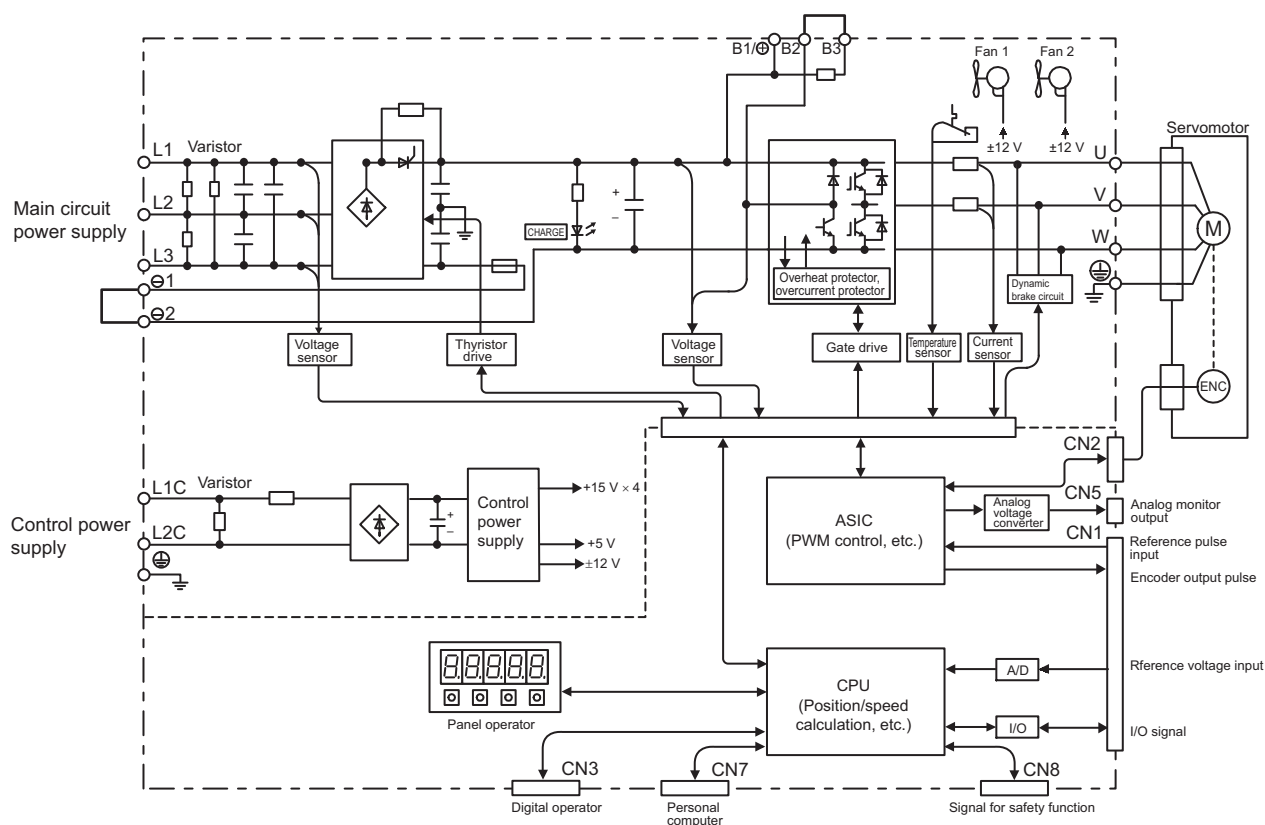 B1/⊕ B2 B3
Fan 1 Fan 2
±12 V ±12 V
Servomotor
Main circuit
power supply
L1
Varistor
L2
L3
⊖1
⊖2
CHARGE
+
–
Overheat protector,
overcurrent protector
U
V
W
M
Dynamic
brake circuit
Voltage
sensor
Thyristor
drive
Voltage
sensor
Gate drive
Temperature
sensor
Current
sensor
ENC
Control power
supply
L1C
Varistor
L2C
+
–
Control
power
supply
+15 V × 4
+5 V
±12 V
ASIC
(PWM control, etc.)
Analog
voltage
converter
CN2
CN5
Analog monitor
output
CN1
Reference pulse
input
Encoder output pulse
8.8.8.8.8.
Panel operator
CPU
(Position/speed
calculation, etc.)
A/D
Rference voltage input
I/O
I/O signal
CN3
Digital operator
CN7
Personal
computer
CN8
Signal for safety function